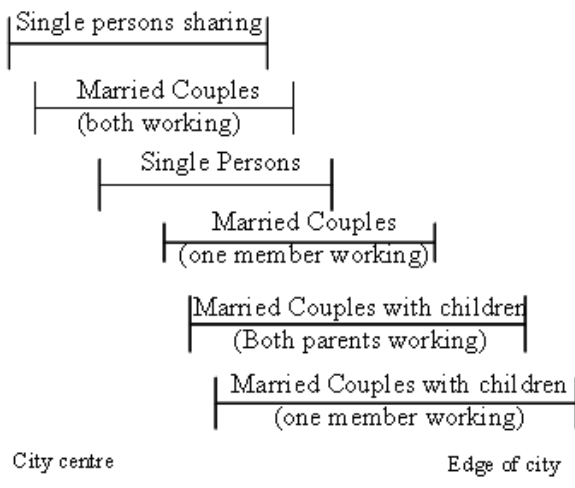 Single persons sharing
Married Couples
(both working)
Single Persons
Married Couples
(one member working)
Married Couples with children
(Both parents working)
Married Couples with children
(one member working)
City centre
Edge of city